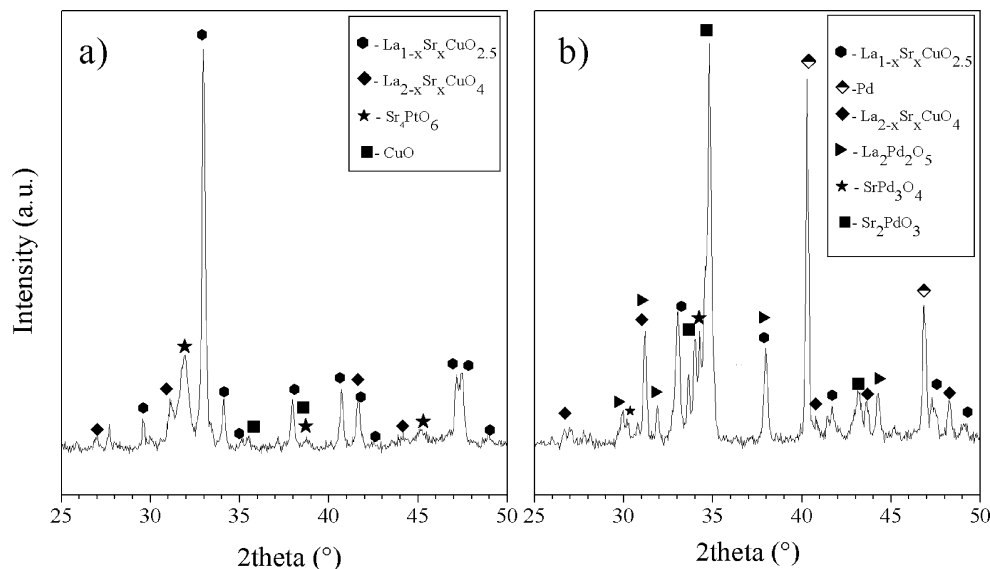 a)
- La1-xSrxCuO2.5
- La2-xSrxCuO4
- Sr4PtO6
- CuO
b)
- La1-xSrxCuO2.5
-Pd
- La2-xSrxCuO4
- La2Pd2O5
- SrPd3O4
- Sr2PdO3
Intensity (a.u.)
25 30 35 40 45 50
2theta (°)
30 35 40 45 50
2theta (°)